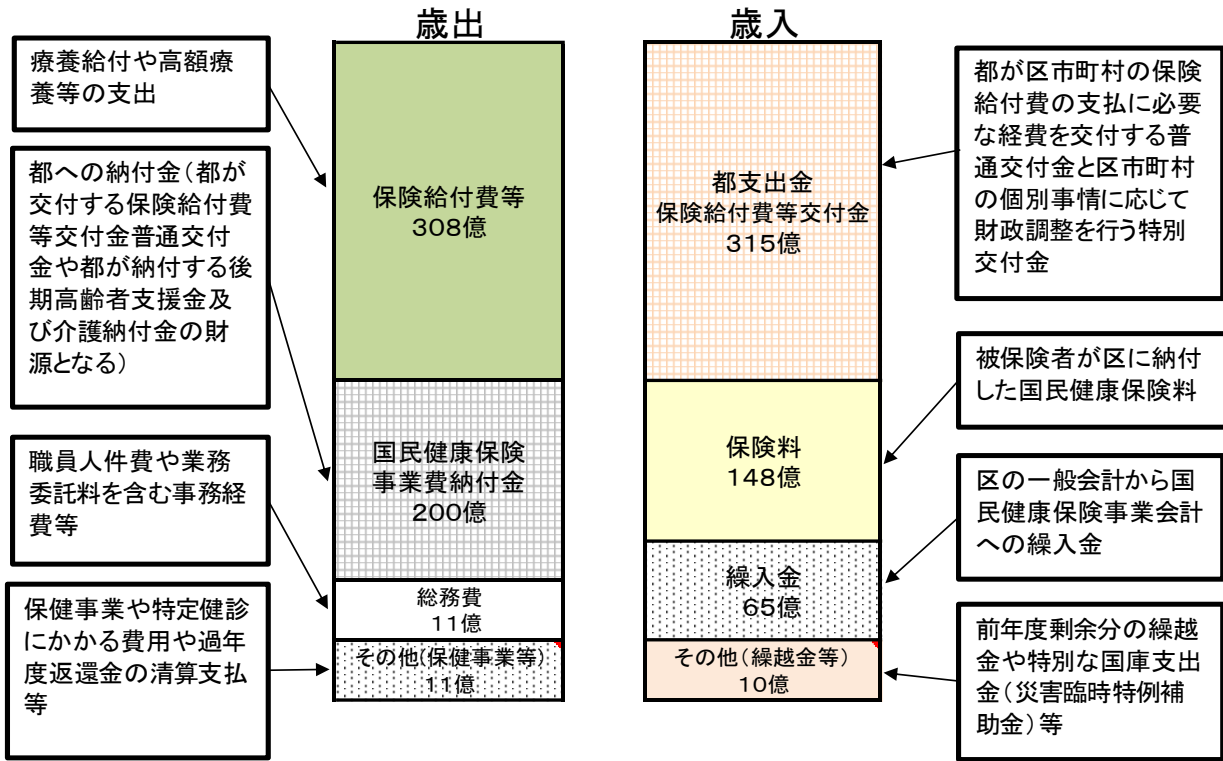 歳出
歳入
療養給付や高額療
養等の支出
都への納付金（都が
交付する保険給付費
等交付金普通交付
金や都が納付する後
期高齢者支援金及
び介護納付金の財
源となる）
職員人件費や業務
委託料を含む事務経
費等
保健事業や特定健診
にかかる費用や過年
度返還金の清算支払
等
保険給付費等
308億
国民健康保険
事業費納付金
200億
総務費
11億
その他(保健事業等)
11億
都支出金
保険給付費等交付金
315億
保険料
148億
繰入金
65億
その他（繰越金等）
10億
都が区市町村の保険
給付費の支払に必要
な経費を交付する普
通交付金と区市町村
の個別事情に応じて
財政調整を行う特別
交付金
被保険者が区に納付
した国民健康保険料
区の一般会計から国
民健康保険事業会計
への繰入金
前年度剰余分の繰越
金や特別な国庫支出
金（災害臨時特例補
助金）等